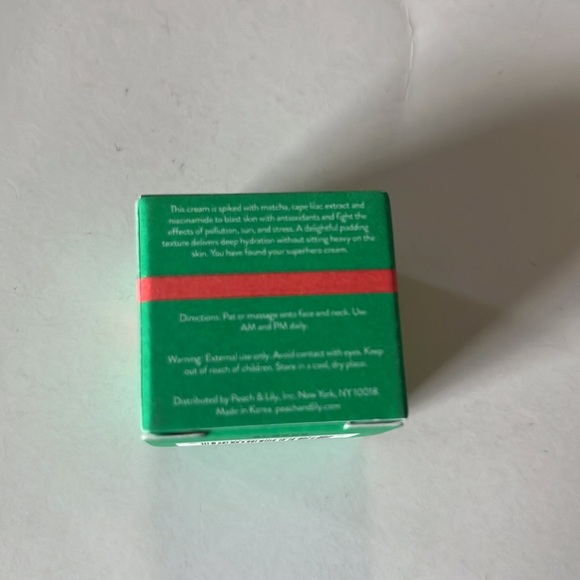 This cream is spiked with matcha, cape lilac extract and
niacinamide to blast skin with antioxidants and fight the
effects of pollution, sun, and stress. A delightful pudding
texture delivers deep hydration without sitting heavy on the
skin. You have found your superhero-cream.
Directions: Pat or massage onto face and neck. Use
AM and PM daily.
Warning: External use only. Avoid contact with eyes. Keep
out of reach of children. Store in a cool, dry place.
Distributed by Peach & Lily, Inc. New York, NY 10018.
Made in Korea. peachandlily.com